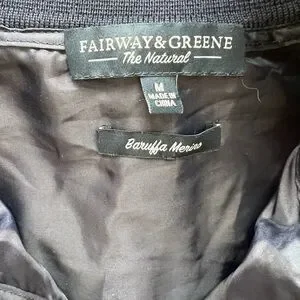 FAIRWAY & GREENE
The Natural
M
MADE IN
CHINA
Baruffa Merino